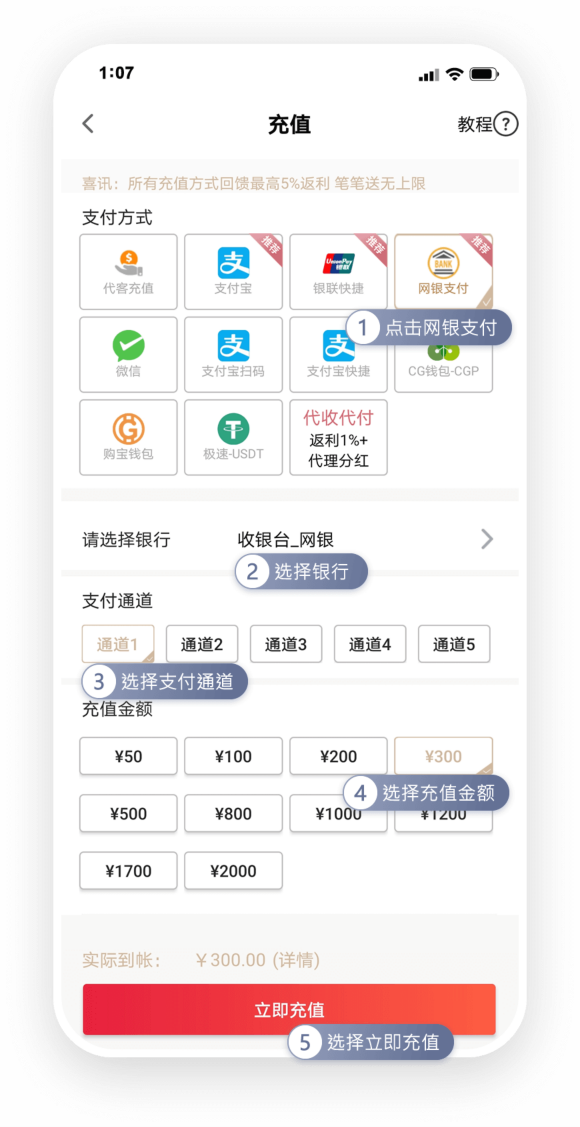 1:07
充值
教程?
喜讯：所有充值方式回馈最高5%返利 笔笔送无上限
支付方式
推荐 推荐 推荐
$ 支 UnionPay 银联 BANK
代客充值 支付宝 银联快捷 网银支付
1 点击网银支付
支 支
微信 支付宝扫码 支付宝快捷 CG钱包-CGP
G T 代收代付
返利1%+
购宝钱包 极速-USDT 代理分红
请选择银行 收银台_网银
2 选择银行
支付通道
通道1 通道2 通道3 通道4 通道5
3 选择支付通道
充值金额
¥50 ¥100 ¥200 ¥300
4 选择充值金额
¥500 ¥800 ¥1000 ¥1200
¥1700 ¥2000
实际到帐： ￥300.00 (详情)
立即充值
5 选择立即充值